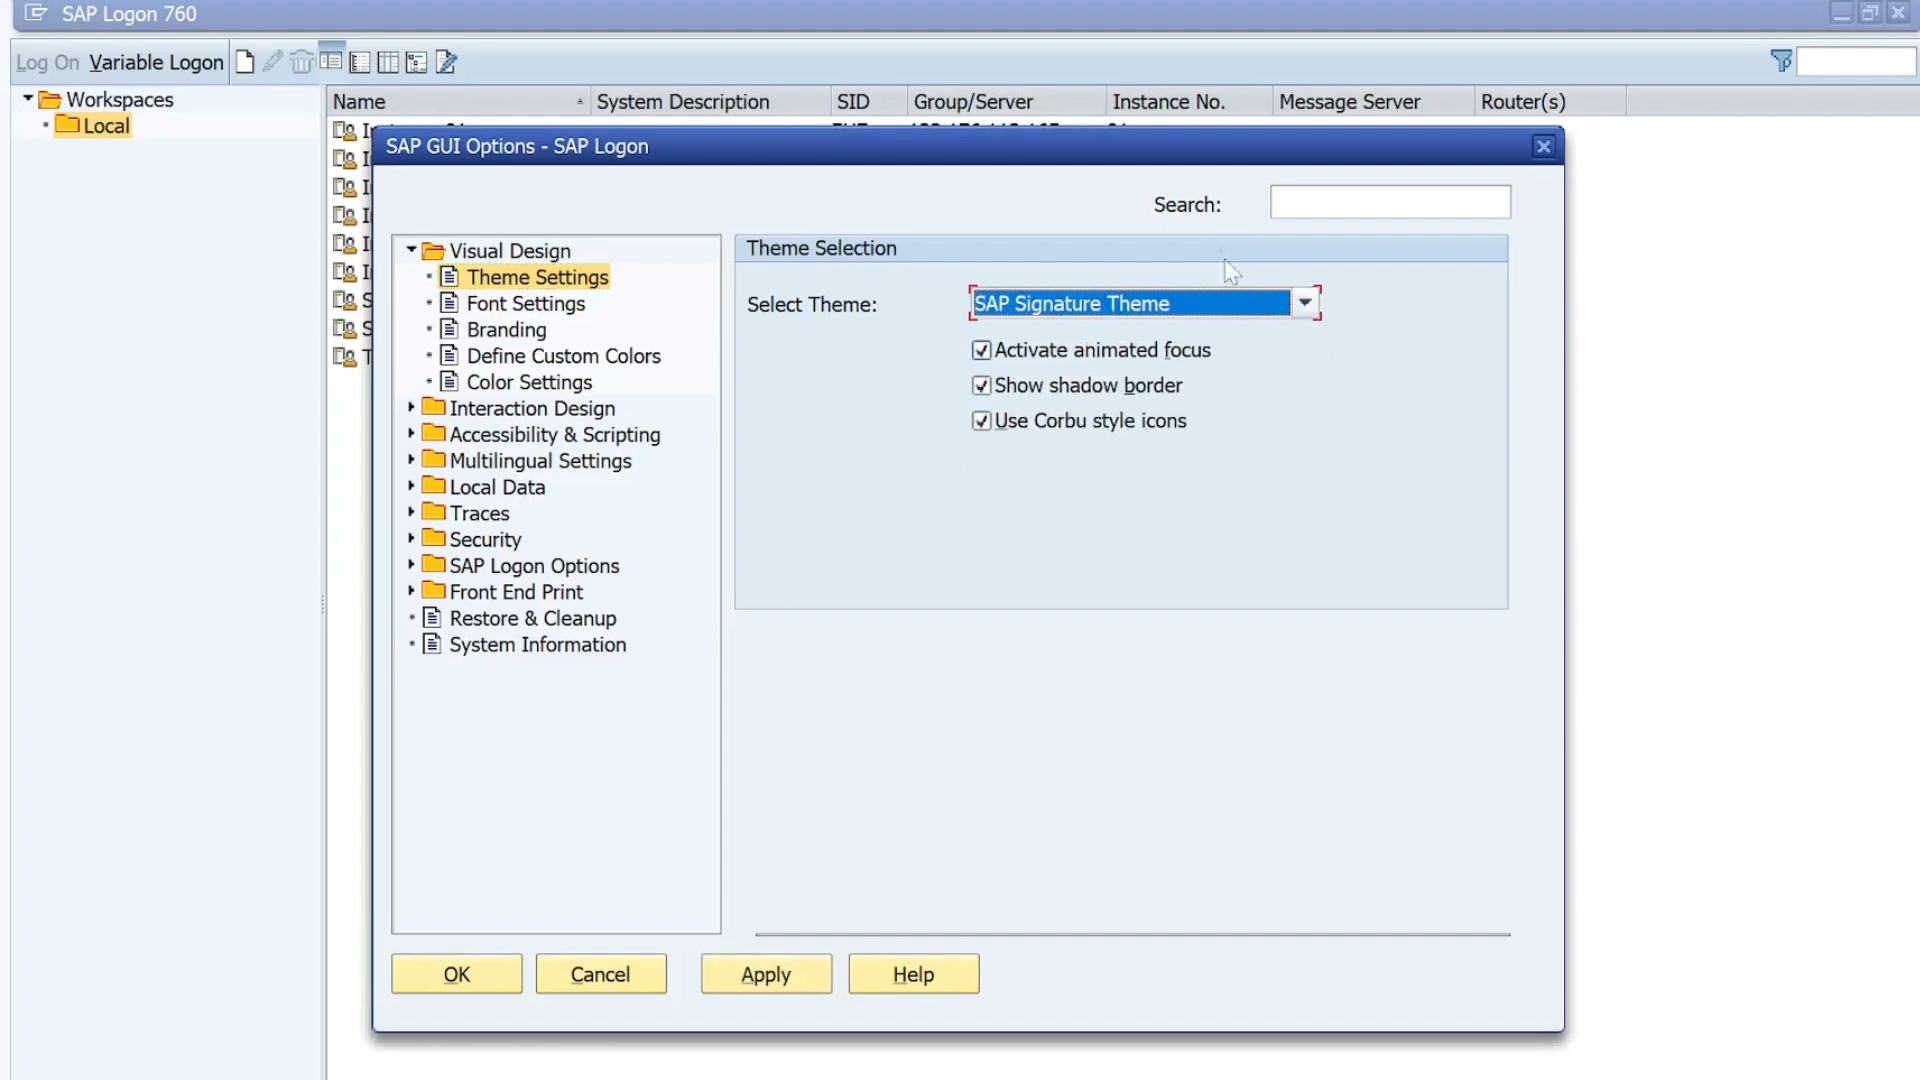 SAP Logon 760
Log On Variable Logon
Workspaces
Local
Name System Description SID Group/Server Instance No. Message Server Router(s)
SAP GUI Options - SAP Logon
Search:
Visual Design
Theme Settings
Font Settings
Branding
Define Custom Colors
Color Settings
Interaction Design
Accessibility & Scripting
Multilingual Settings
Local Data
Traces
Security
SAP Logon Options
Front End Print
Restore & Cleanup
System Information
Theme Selection
Select Theme: SAP Signature Theme
Activate animated focus
Show shadow border
Use Corbu style icons
OK Cancel Apply Help